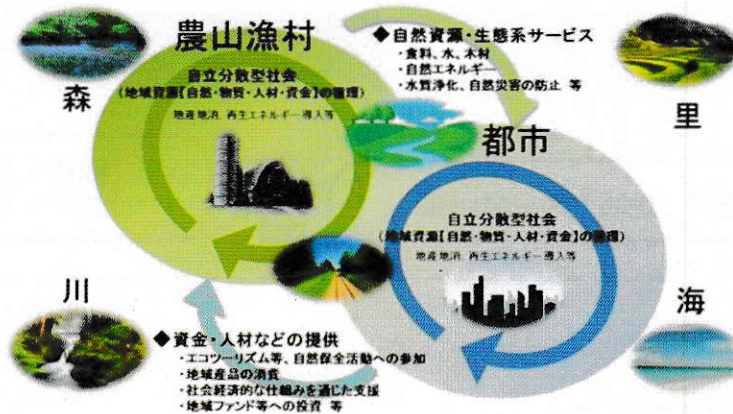 農山漁村
自立分散型社会
(地域資源【自然・物質・人材・資金】の循環)
地産地消、再生エネルギー導入等
森
◆自然資源・生態系サービス
・食料、水、木材
・自然エネルギー
・水質浄化、自然災害の防止 等
里
都市
自立分散型社会
(地域資源【自然・物質・人材・資金】の循環)
地産地消、再生エネルギー導入等
川
◆資金・人材などの提供
・エコツーリズム等、自然保全活動への参加
・地域産品の消費
・社会経済的な仕組みを通じた支援
・地域ファンド等への投資 等
海